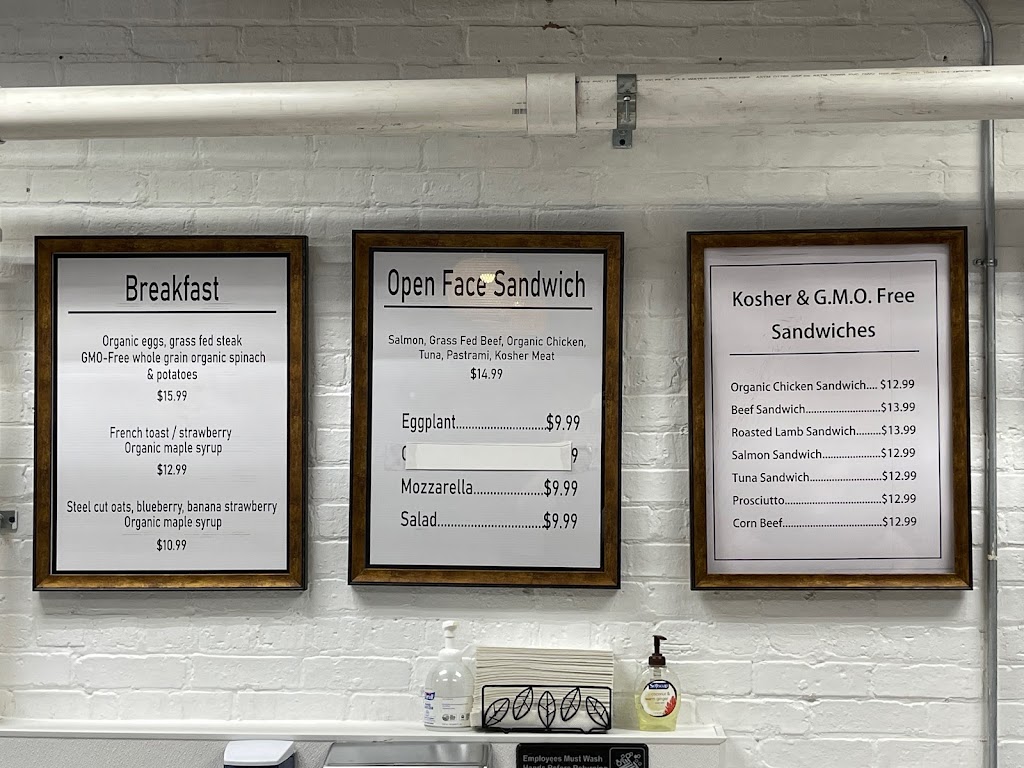 Breakfast
Organic eggs, grass fed steak
GMO-Free whole grain organic spinach
& potatoes
$15.99
French toast / strawberry
Organic maple syrup
$12.99
Steel cut oats, blueberry, banana strawberry
Organic maple syrup
$10.99
Open Face Sandwich
Salmon, Grass Fed Beef, Organic Chicken,
Tuna, Pastrami, Kosher Meat
$14.99
Eggplant..............................$9.99
Mozzarella.......................$9.99
Salad...................................$9.99
Kosher & G.M.O. Free
Sandwiches
Organic Chicken Sandwich.... $12.99
Beef Sandwich..........................$13.99
Roasted Lamb Sandwich.........$13.99
Salmon Sandwich....................$12.99
Tuna Sandwich.........................$12.99
Prosciutto..................................$12.99
Corn Beef...................................$12.99
Employees Must Wash
Hands Before Returning